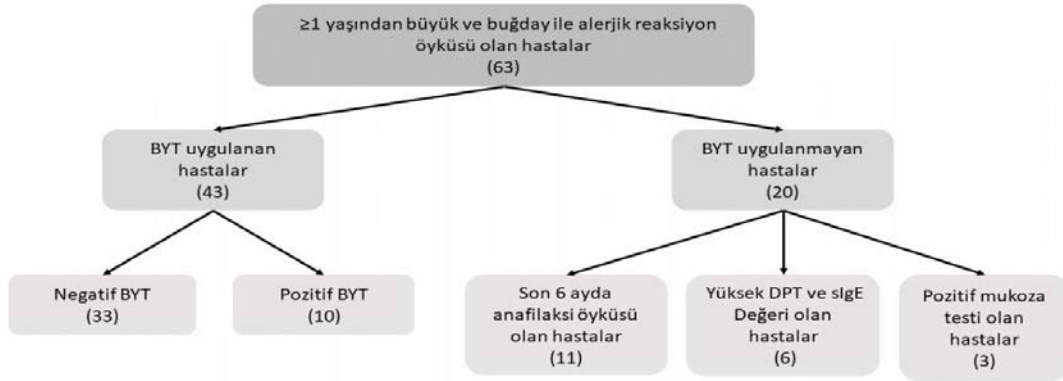 ≥1 yaşından büyük ve buğday ile alerjik reaksiyon
öyküsü olan hastalar
(63)
BYT uygulanan
hastalar
(43)
BYT uygulanmayan
hastalar
(20)
Negatif BYT
(33)
Pozitif BYT
(10)
Son 6 ayda
anafilaksi öyküsü
olan hastalar
(11)
Yüksek DPT ve sIgE
Değeri olan
hastalar
(6)
Pozitif mukoza
testi olan
hastalar
(3)